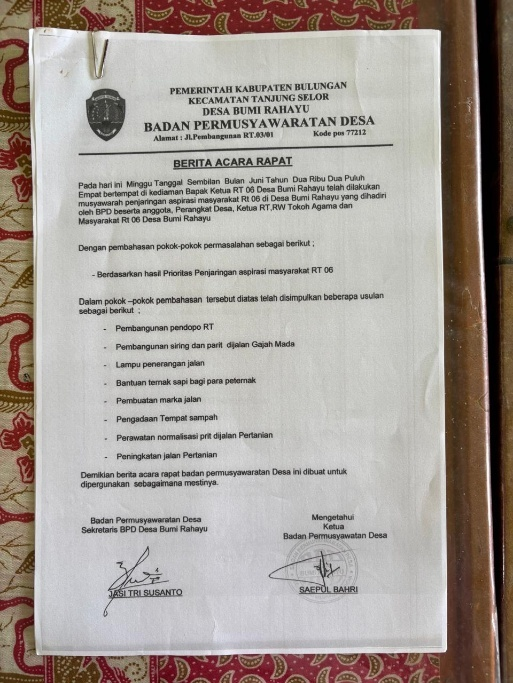 PEMERINTAH KABUPATEN BULUNGAN
KECAMATAN TANJUNG SELOR
DESA BUMI RAHAYU
BADAN PERMUSYAWARATAN DESA
Alamat : Jl.Pembangunan RT.03/01 Kode pos 77212
BERITA ACARA RAPAT
Pada hari ini Minggu Tanggal Sembilan Bulan Juni Tahun Dua Ribu Dua Puluh
Empat bertempat di kediaman Bapak Ketua RT 06 Desa Bumi Rahayu telah dilakukan
musyawarah penjaringan aspirasi masyarakat Rt 06 di Desa Bumi Rahayu yang dihadiri
oleh BPD beserta anggota, Perangkat Desa, Ketua RT,RW Tokoh Agama dan
Masyarakat Rt 06 Desa Bumi Rahayu
Dengan pembahasan pokok-pokok permasalahan sebagai berikut ;
- Berdasarkan hasil Prioritas Penjaringan aspirasi masyarakat RT 06
Dalam pokok –pokok pembahasan tersebut diatas telah disimpulkan beberapa usulan
sebagai berikut ;
- Pembangunan pendopo RT
- Pembangunan siring dan parit dijalan Gajah Mada
- Lampu penerangan jalan
- Bantuan ternak sapi bagi para peternak
- Pembuatan marka jalan
- Pengadaan Tempat sampah
- Perawatan normalisasi prit dijalan Pertanian
- Peningkatan jalan Pertanian
Demikian berita acara rapat badan permusyawaratan Desa ini dibuat untuk
dipergunakan sebagaimana mestinya.
Badan Permusyawaratan Desa
Sekretaris BPD Desa Bumi Rahayu
JASI TRI SUSANTO
Mengetahui
Ketua
Badan Permusyawatan Desa
SAEPUL BAHRI